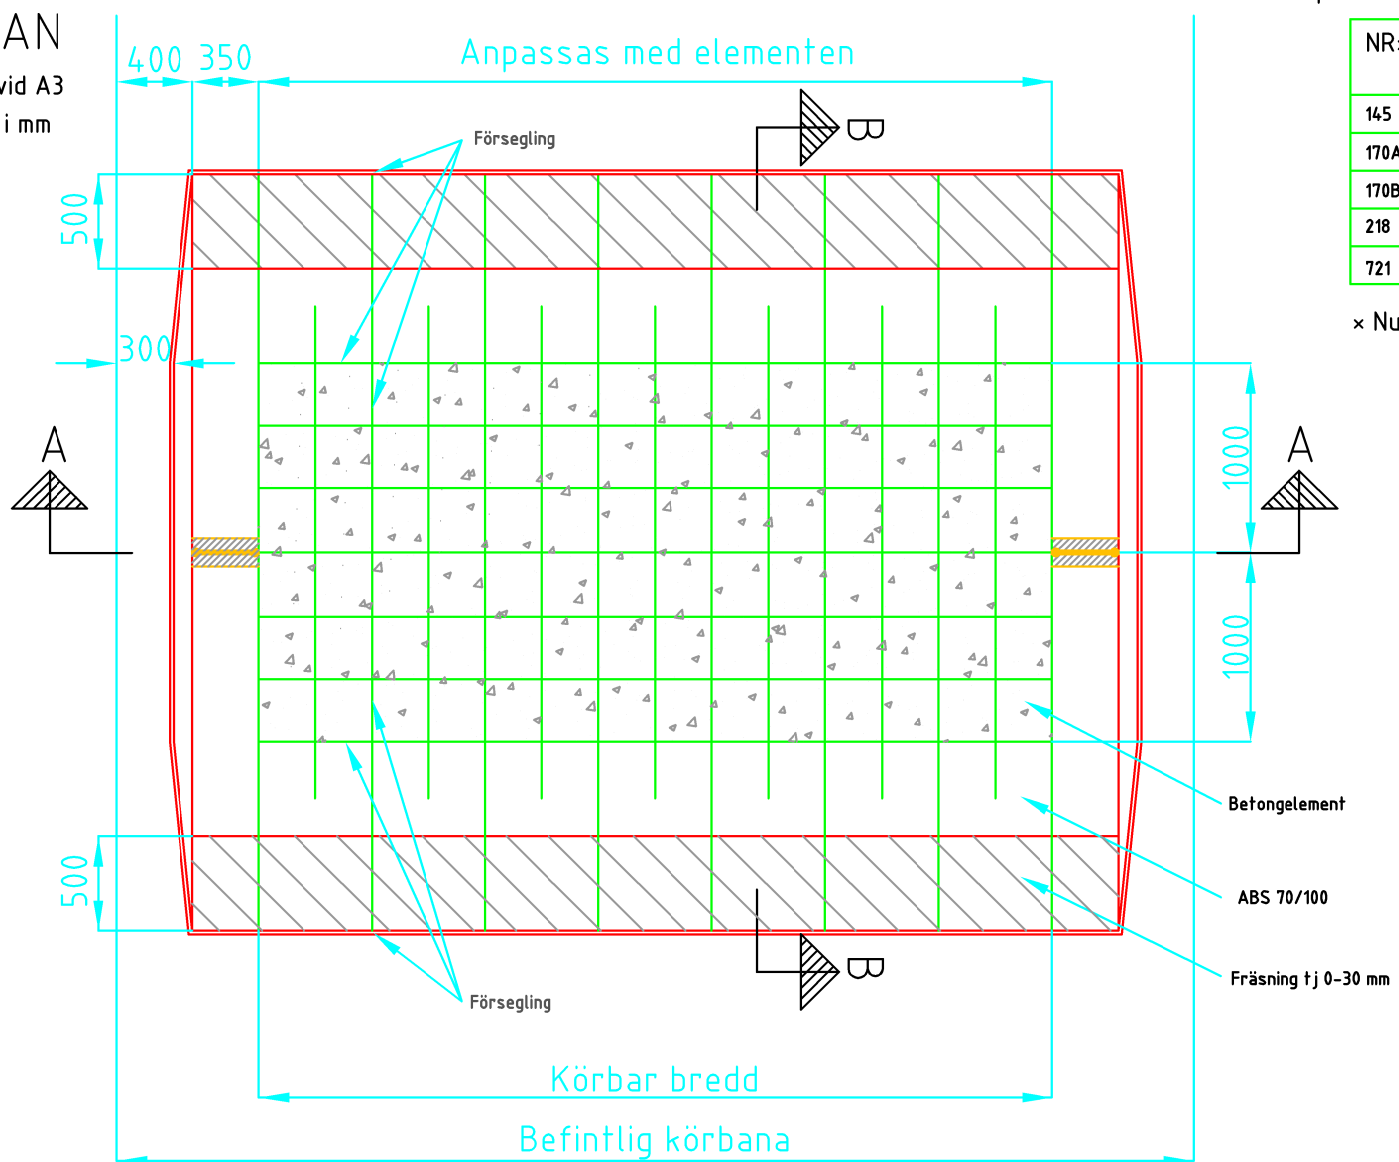 AN
vid A3
i mm
400
350
Anpassas med elementen
B
NR:
145
170A
170B
218
721
× Nu
Försegling
500
300
A
A
1000
1000
Betongelement
ABS 70/100
500
Fräsning tj 0-30 mm
B
Försegling
Körbar bredd
Befintlig körbana